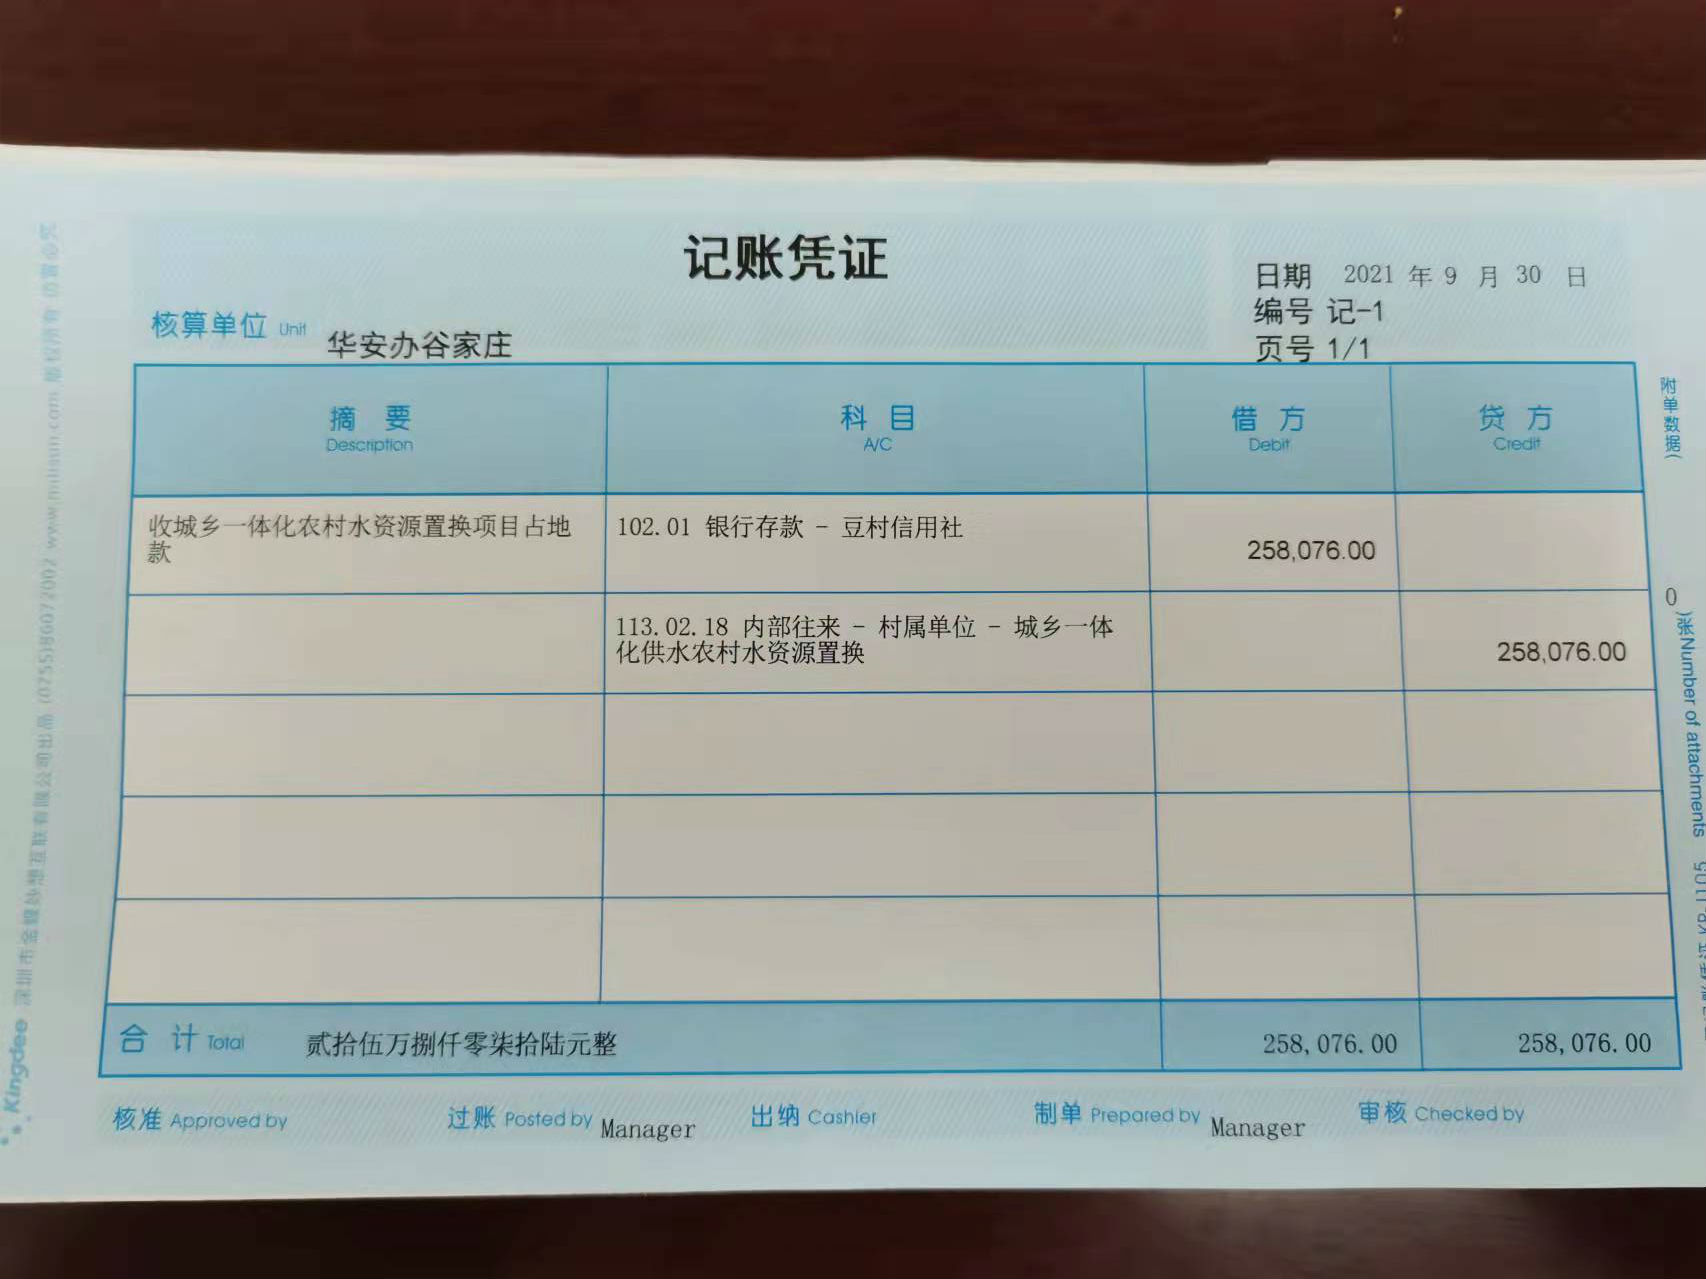 记账凭证
日期 2021 年 9 月 30 日
编号 记-1
页号 1/1
核算单位 Unit 华安办谷家庄
摘 要 科 目 借 方 贷 方
Description A/C Debit Credit
收城乡一体化农村水资源置换项目占地
款
102.01 银行存款 - 豆村信用社
258,076.00
113.02.18 内部往来 - 村属单位 - 城乡一体
化供水农村水资源置换
258,076.00
合 计 Total 贰拾伍万捌仟零柒拾陆元整 258,076.00 258,076.00
核准 Approved by 过账 Posted by Manager 出纳 Cashier 制单 Prepared by Manager 审核 Checked by
附单数据( 0 )张 Number of attachments
Kingdee